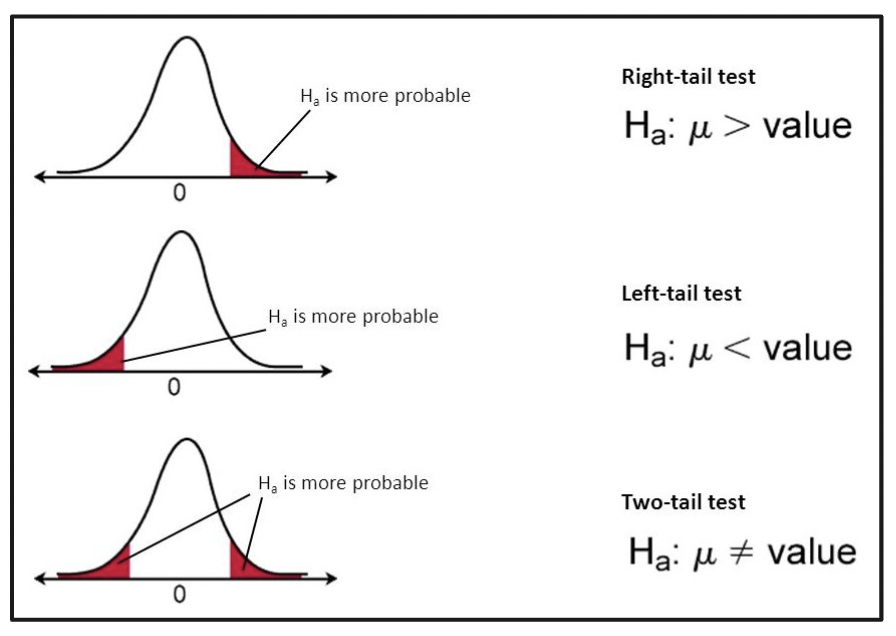 Right-tail test
Hₐ is more probable
Hₐ: μ > value
0
Left-tail test
Hₐ is more probable
Hₐ: μ < value
0
Hₐ is more probable
Two-tail test
Hₐ: μ ≠ value
0